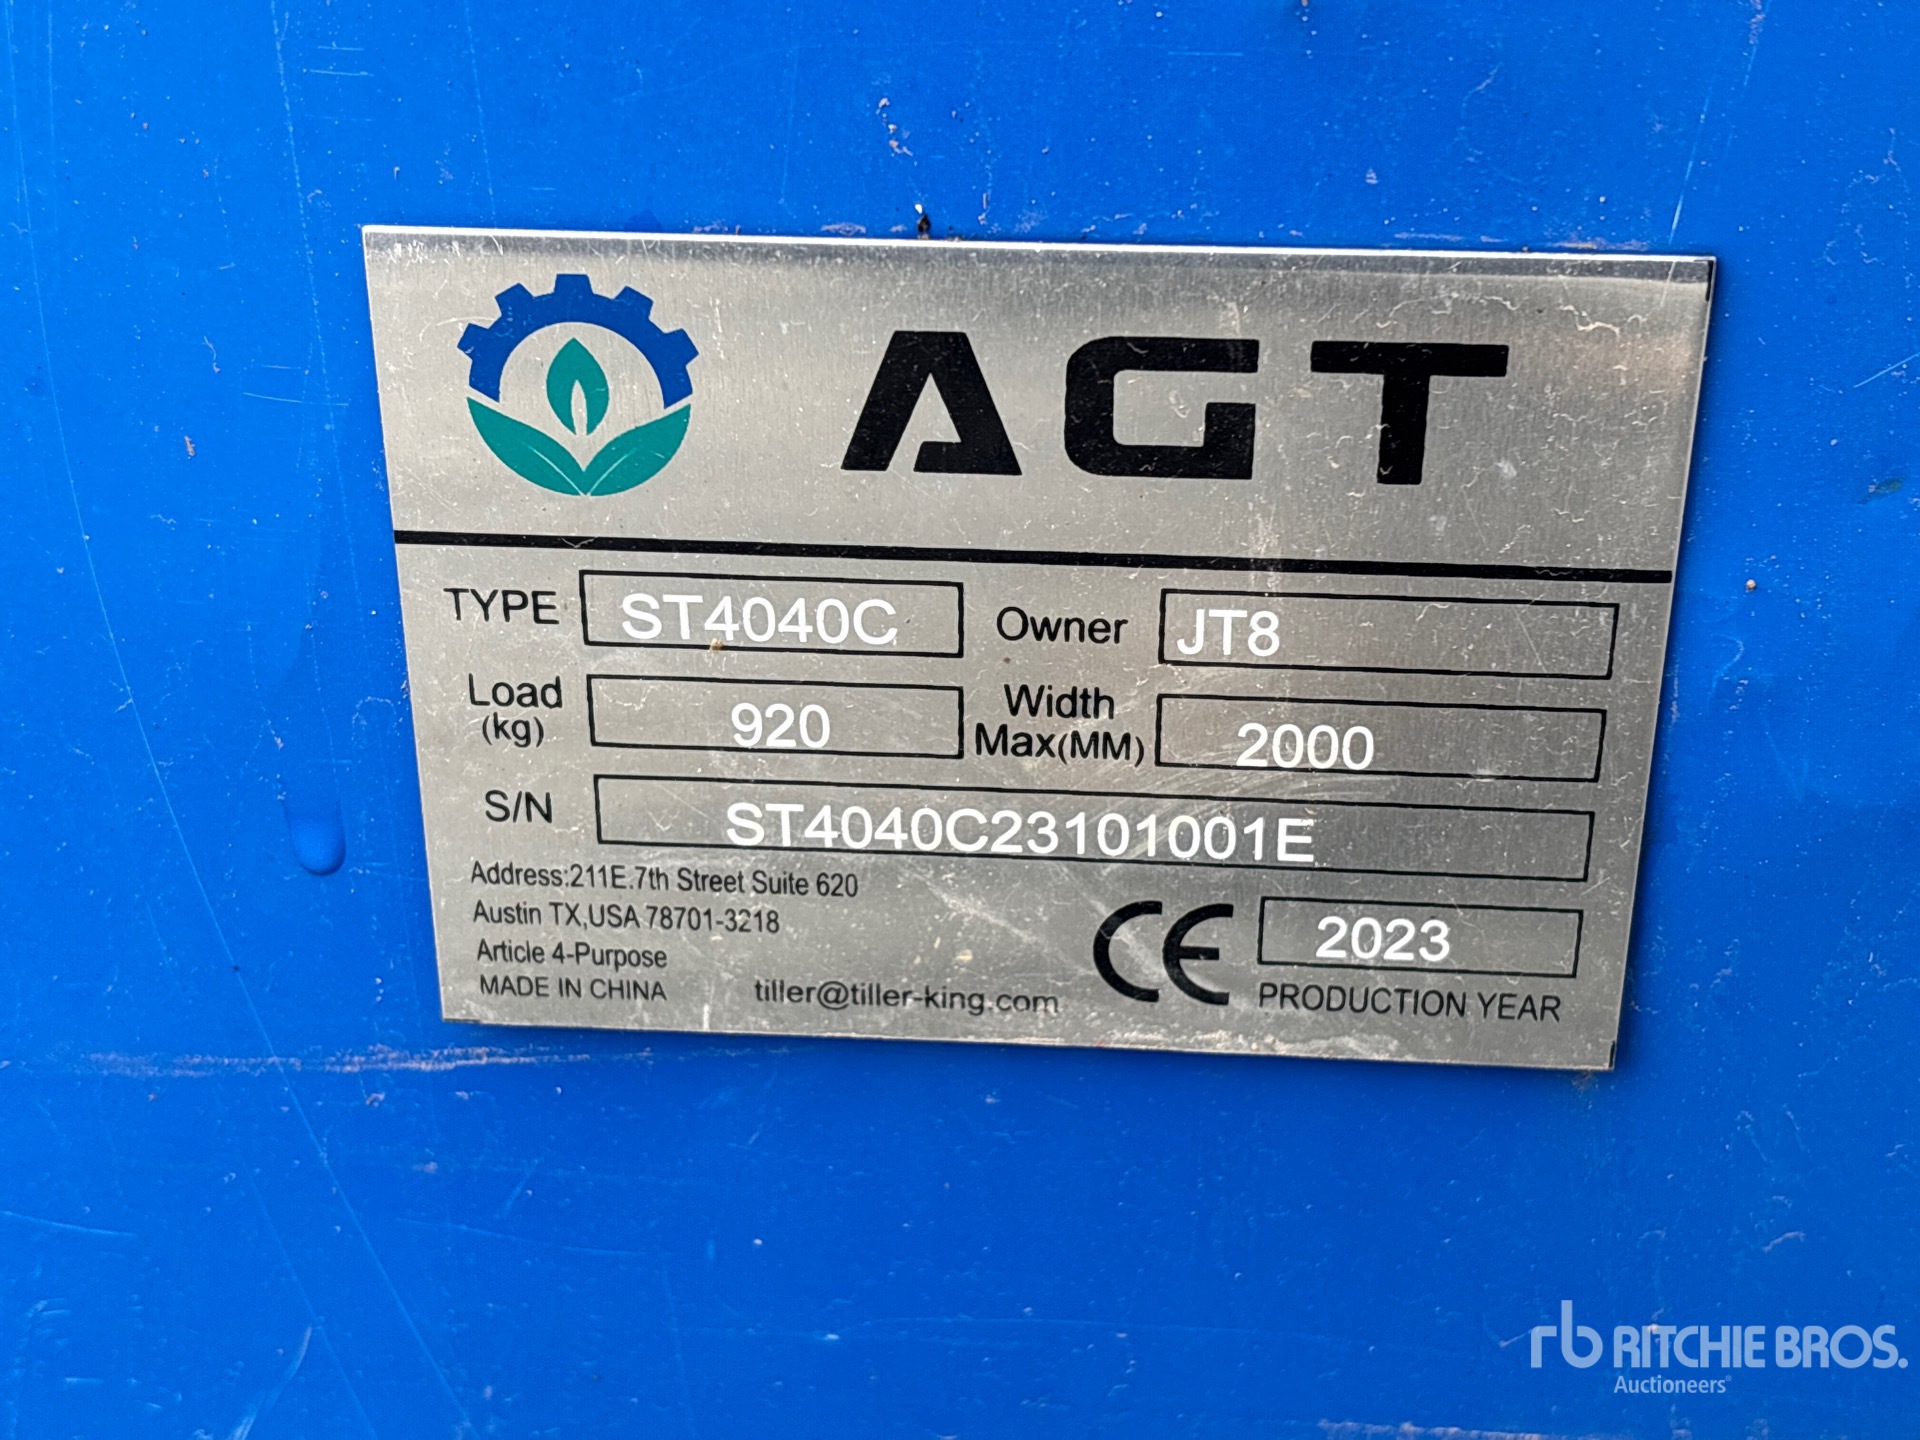 AGT
TYPE ST4040C Owner JT8
Load (kg) 920 Width Max(MM) 2000
S/N ST4040C23101001E
Address:211E.7th Street Suite 620
Austin TX,USA 78701-3218
Article 4-Purpose
MADE IN CHINA tiller@tiller-king.com
CE 2023
PRODUCTION YEAR
rb RITCHIE BROS.
Auctioneers